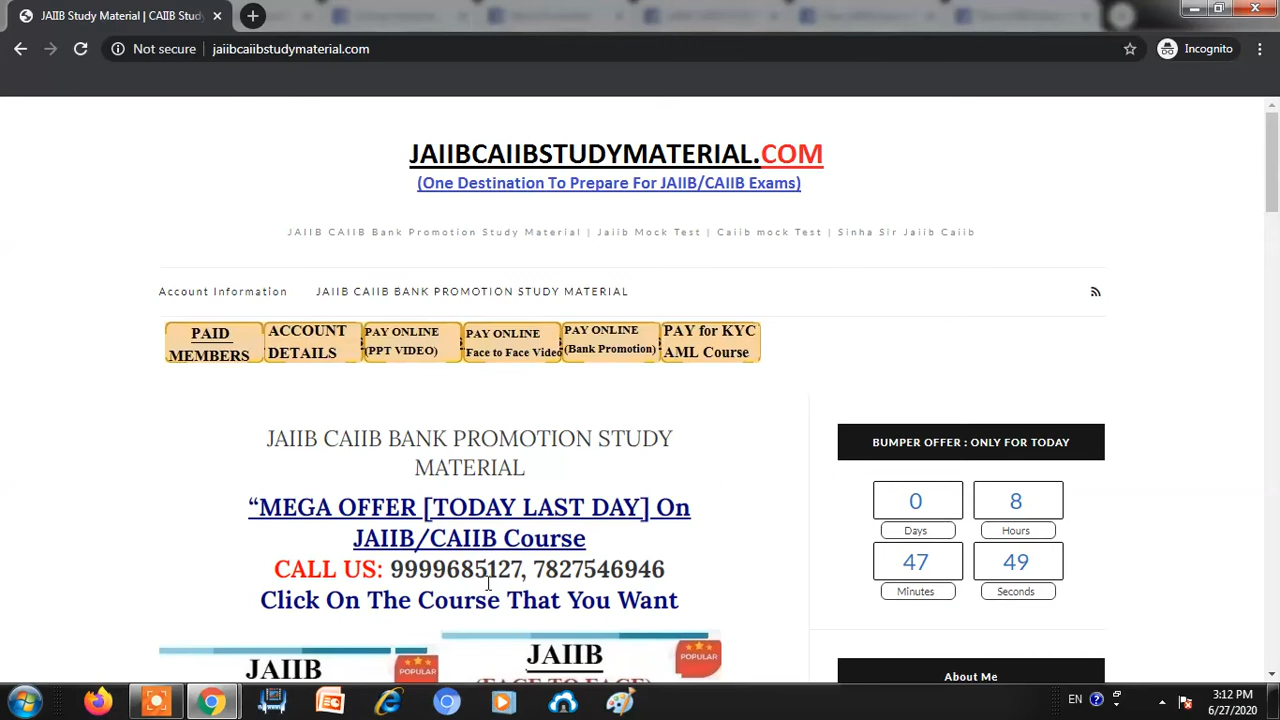 JAIIB Study Material | CAIIB Stud
Not secure jaiibcaiibstudymaterial.com Incognito
JAIIBCAIIBSTUDYMATERIAL.COM
(One Destination To Prepare For JAIIB/CAIIB Exams)
JAIIB CAIIB Bank Promotion Study Material | Jaiib Mock Test | Caiib mock Test | Sinha Sir Jaiib Caiib
Account Information JAIIB CAIIB BANK PROMOTION STUDY MATERIAL
PAID MEMBERS
ACCOUNT DETAILS
PAY ONLINE (PPT VIDEO)
PAY ONLINE Face to Face Video
PAY ONLINE (Bank Promotion)
PAY for KYC AML Course
JAIIB CAIIB BANK PROMOTION STUDY
MATERIAL
“MEGA OFFER [TODAY LAST DAY] On
JAIIB/CAIIB Course
CALL US: 9999685127, 7827546946
Click On The Course That You Want
JAIIB
POPULAR
JAIIB
(FACE TO FACE)
POPULAR
BUMPER OFFER : ONLY FOR TODAY
0 8
Days Hours
47 49
Minutes Seconds
About Me
EN
3:12 PM
6/27/2020